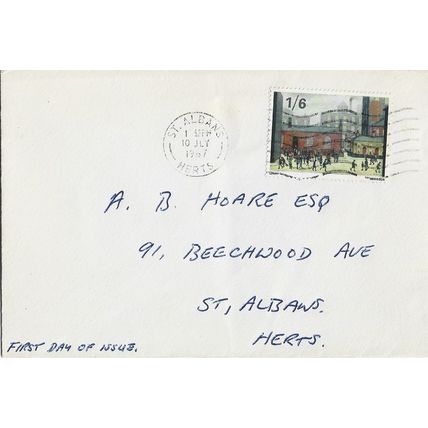 ST. ALBANS
1 45 PM
10 JLY
1967
HERTS
1/6
A. B. HOARE ESQ
91, BEECHWOOD AVE
ST, ALBANS.
HERTS.
FIRST DAY OF ISSUE.